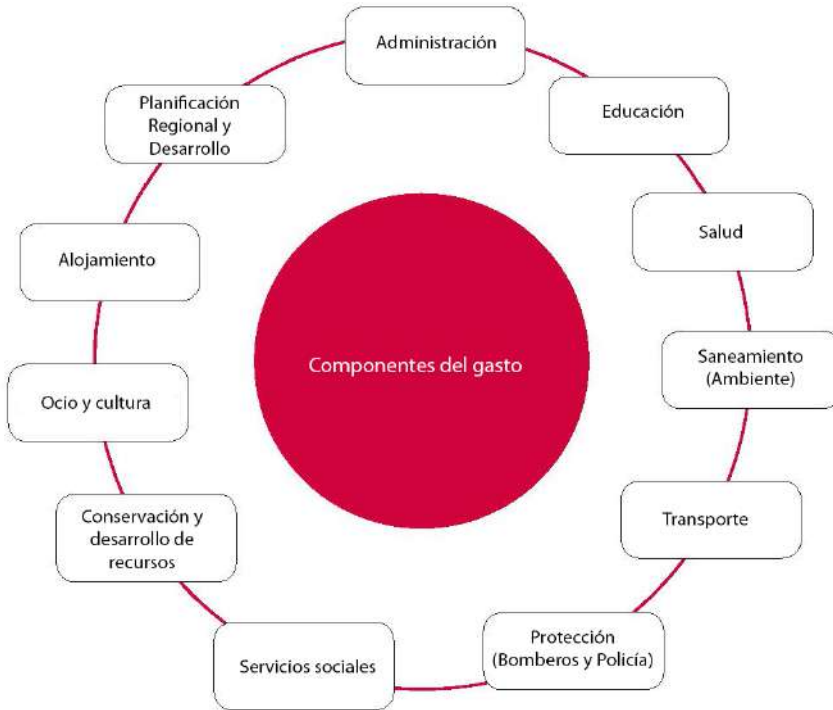 Administración
Educación
Salud
Saneamiento
(Ambiente)
Transporte
Protección
(Bomberos y Policía)
Servicios sociales
Conservación y
desarrollo de
recursos
Ocio y cultura
Alojamiento
Planificación
Regional y
Desarrollo
Componentes del gasto